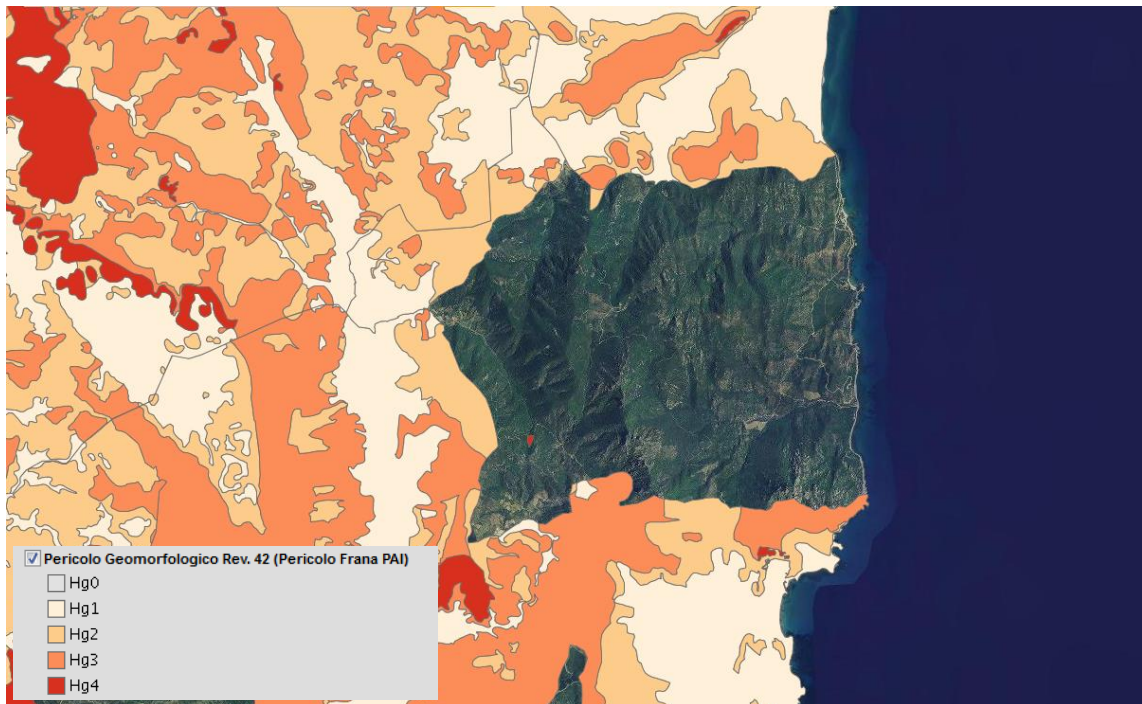 Pericolo Geomorfologico Rev. 42 (Pericolo Frana PAI)
Hg0
Hg1
Hg2
Hg3
Hg4